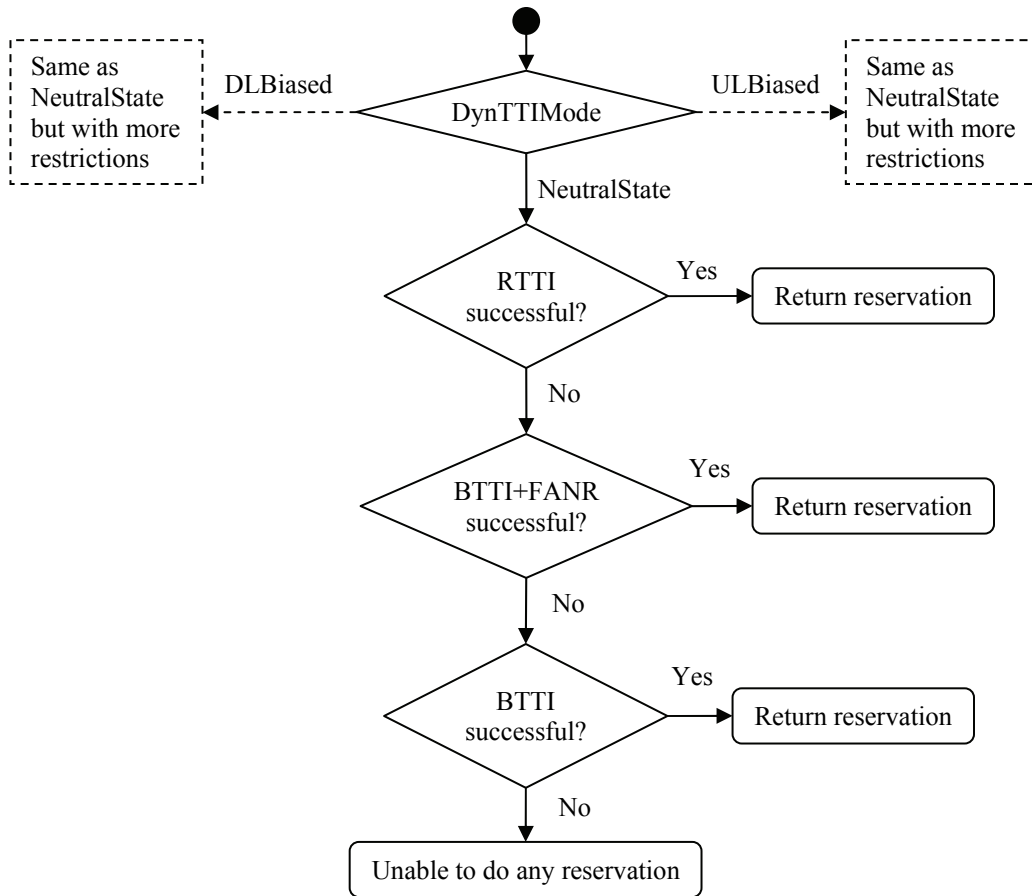 Same as
NeutralState
but with more
restrictions
DLBiased
DynTTIMode
ULBiased
Same as
NeutralState
but with more
restrictions
NeutralState
RTTI
successful?
Yes
Return reservation
No
BTTI+FANR
successful?
Yes
Return reservation
No
BTTI
successful?
Yes
Return reservation
No
Unable to do any reservation